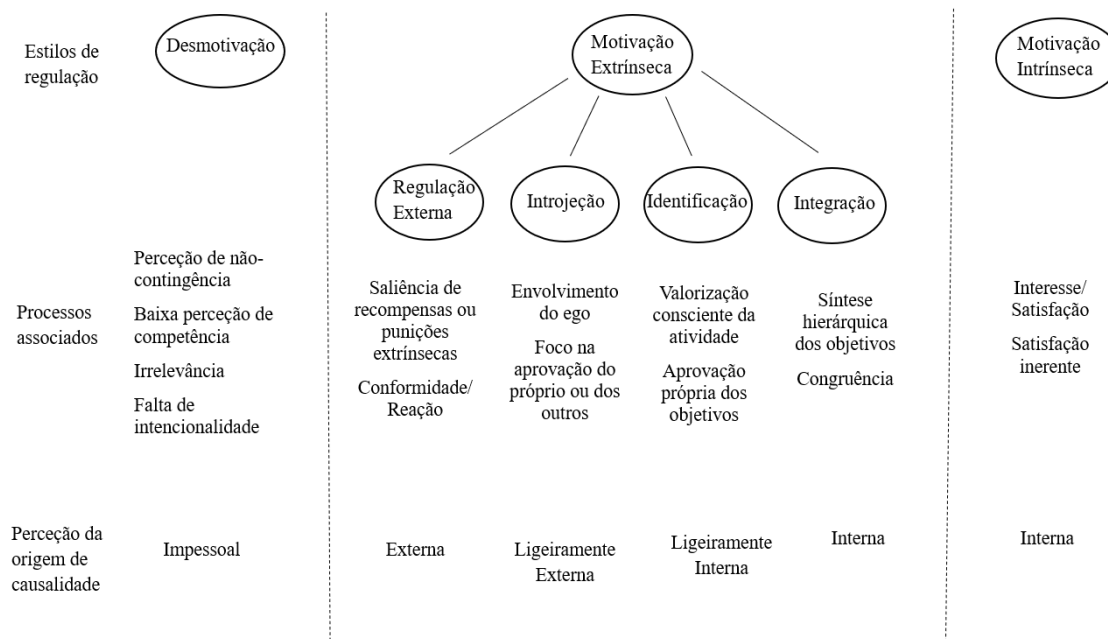 Estilos de
regulação
Desmotivação
Motivação
Extrínseca
Motivação
Intrínseca
Regulação
Externa
Introjeção
Identificação
Integração
Processos
associados
Perceção de não-
contingência
Baixa perceção de
competência
Irrelevância
Falta de
intencionalidade
Saliência de
recompensas ou
punições
extrínsecas
Conformidade/
Reação
Envolvimento
do ego
Foco na
aprovação do
próprio ou dos
outros
Valorização
consciente da
atividade
Aprovação
própria dos
objetivos
Síntese
hierárquica
dos objetivos
Congruência
Interesse/
Satisfação
Satisfação
inerente
Perceção da
origem de
causalidade
Impessoal
Externa
Ligeiramente
Externa
Ligeiramente
Interna
Interna
Interna